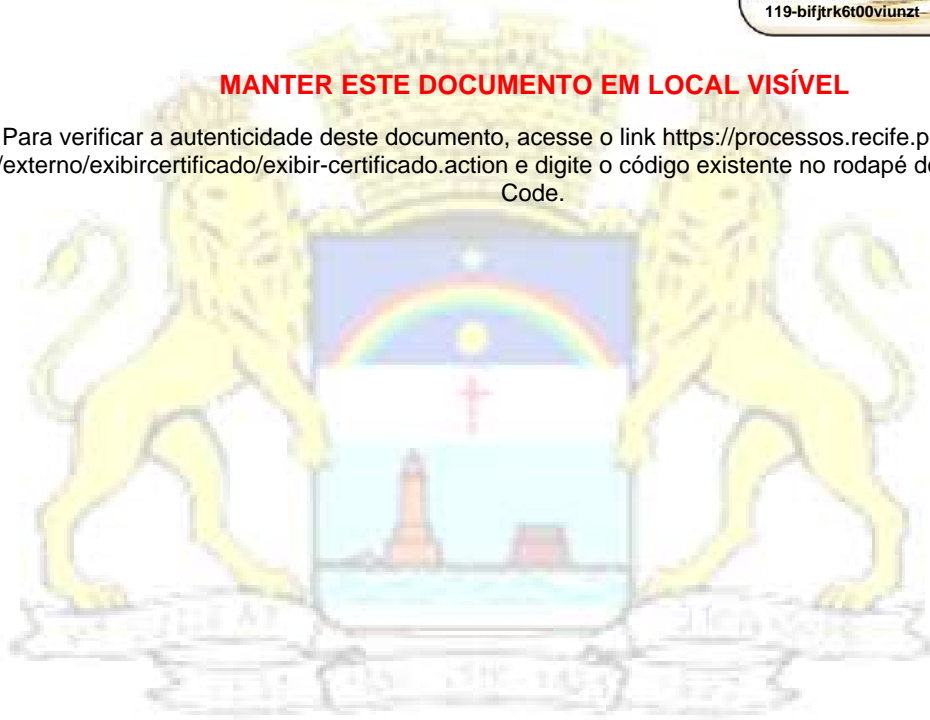 119-bifjtrk6t00viunzt
MANTER ESTE DOCUMENTO EM LOCAL VISÍVEL
Para verificar a autenticidade deste documento, acesse o link https://processos.recife.p
/externo/exibircertificado/exibir-certificado.action e digite o código existente no rodapé d
Code.